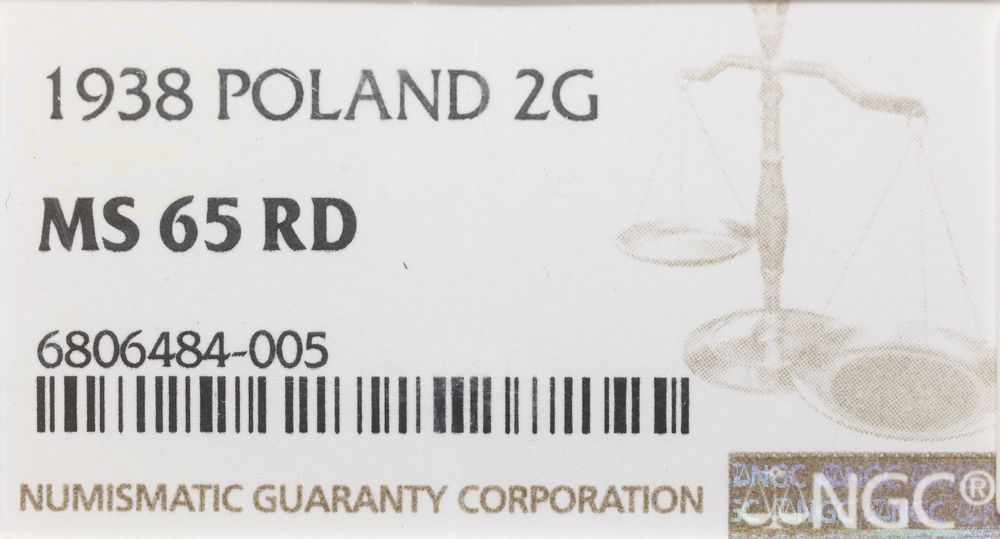 1938 POLAND 2G
MS 65 RD
6806484-005
NUMISMATIC GUARANTY CORPORATION
NGC®